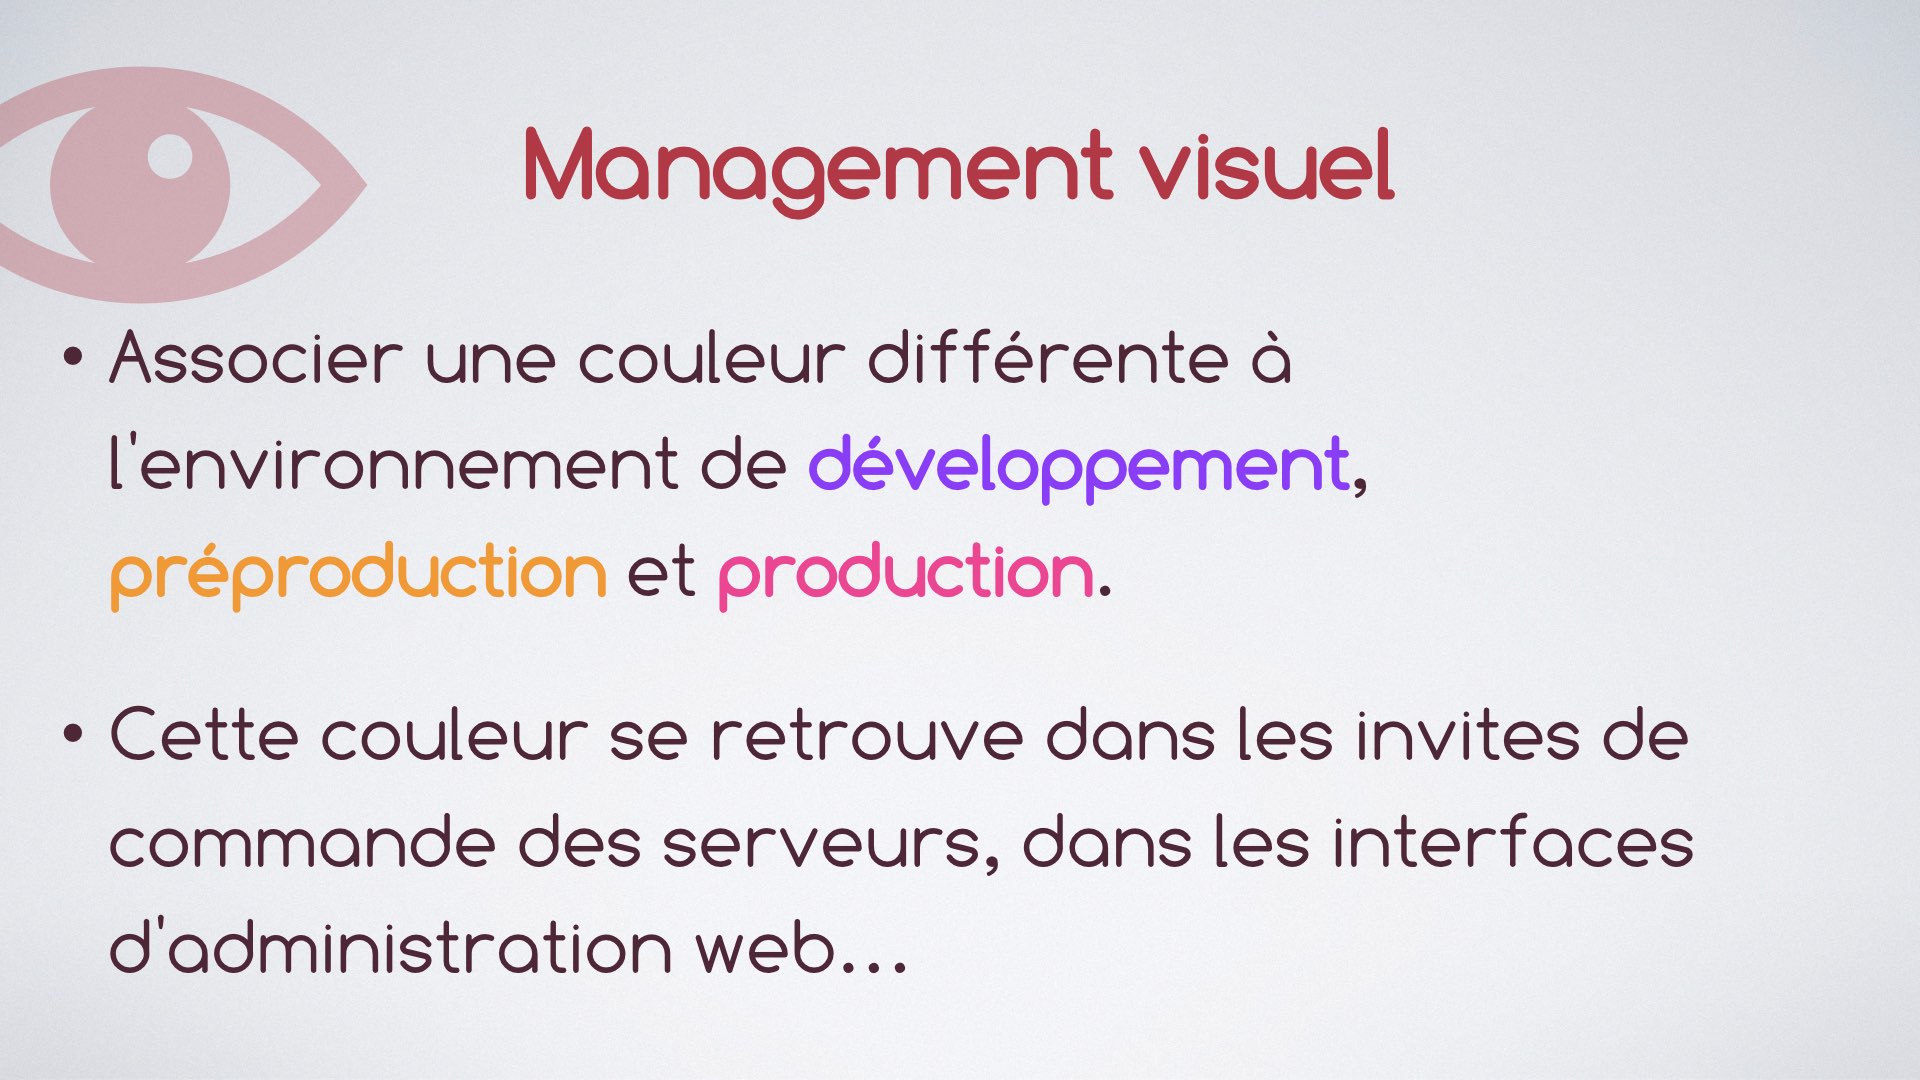 Management visuel
• Associer une couleur différente à
l'environnement de développement,
préproduction et production.
• Cette couleur se retrouve dans les invites de
commande des serveurs, dans les interfaces
d'administration web...